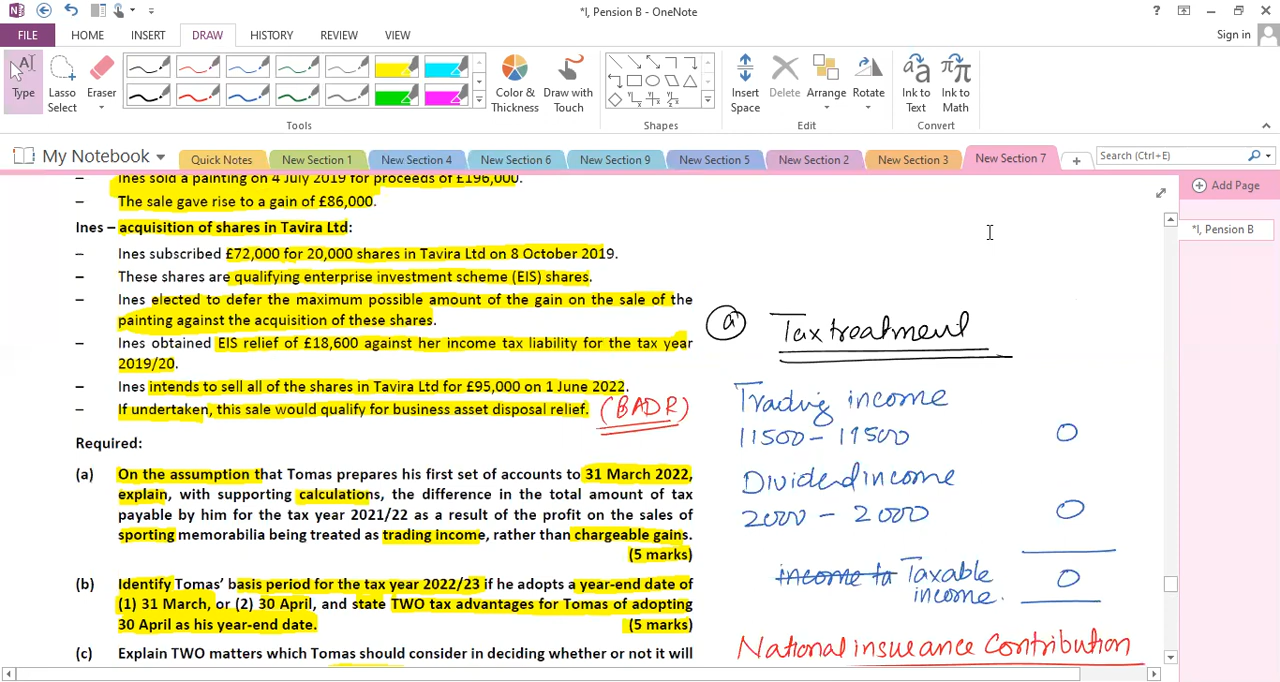 *I, Pension B - OneNote
?
FILE HOME INSERT DRAW HISTORY REVIEW VIEW
Sign in
Type
Lasso Select
Eraser
Color & Thickness
Draw with Touch
Insert Space
Delete
Arrange
Rotate
Ink to Text
Ink to Math
Tools
Shapes
Edit
Convert
My Notebook
Quick Notes New Section 1 New Section 4 New Section 6 New Section 9 New Section 5 New Section 2 New Section 3 New Section 7
Search (Ctrl+E)
Add Page
*I, Pension B
– Ines sold a painting on 4 July 2019 for proceeds of £196,000.
– The sale gave rise to a gain of £86,000.
Ines – acquisition of shares in Tavira Ltd:
– Ines subscribed £72,000 for 20,000 shares in Tavira Ltd on 8 October 2019.
– These shares are qualifying enterprise investment scheme (EIS) shares.
– Ines elected to defer the maximum possible amount of the gain on the sale of the
painting against the acquisition of these shares.
– Ines obtained EIS relief of £18,600 against her income tax liability for the tax year
2019/20.
– Ines intends to sell all of the shares in Tavira Ltd for £95,000 on 1 June 2022.
– If undertaken, this sale would qualify for business asset disposal relief. (BADR)
Required:
(a) On the assumption that Tomas prepares his first set of accounts to 31 March 2022,
explain, with supporting calculations, the difference in the total amount of tax
payable by him for the tax year 2021/22 as a result of the profit on the sales of
sporting memorabilia being treated as trading income, rather than chargeable gains.
(5 marks)
(b) Identify Tomas' basis period for the tax year 2022/23 if he adopts a year-end date of
(1) 31 March, or (2) 30 April, and state TWO tax advantages for Tomas of adopting
30 April as his year-end date. (5 marks)
(c) Explain TWO matters which Tomas should consider in deciding whether or not it will
a Tax treatment
Trading income
11500 – 11500 0
Dividend income
2000 – 2000 0
income ta Taxable 0
income.
National insueance Contribution